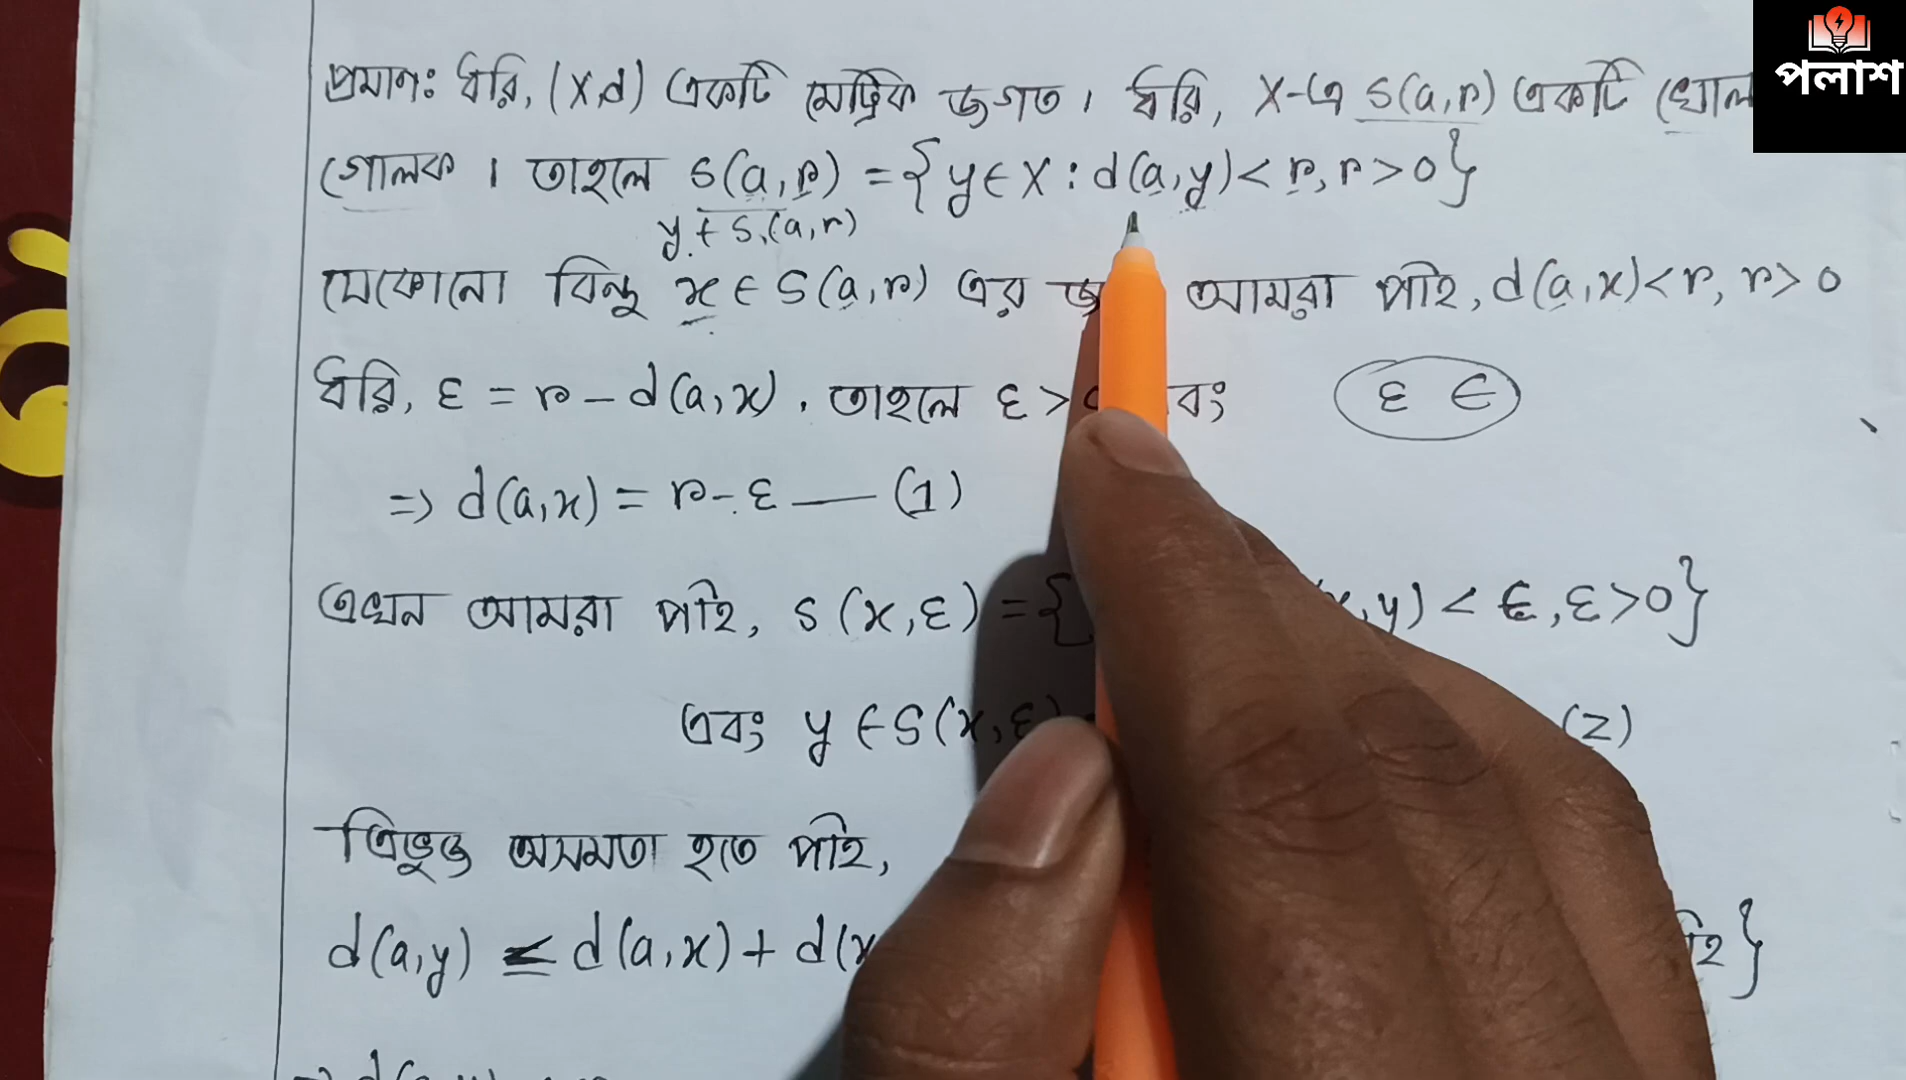 পলাশ
প্রমাণঃ ধরি, (X,d) একটি মেট্রিক জগত। ধরি, X-এ S(a,r) একটি খোল
গোলক। তাহলে S(a,r) = {y∈X : d(a,y)< r, r>0}
y ∈ S(a,r)
যেকোনো বিন্দু x ∈ S(a,r) এর আমরা পাই, d(a,x)<r, r>0
ধরি, ε = r - d(a,x). তাহলে ε > বং ε ∈
=> d(a,x) = r-ε — (1)
এখন আমরা পাই, S(x,ε) = { ,y) < ε, ε>0}
এবং y ∈ S(x,ε) (2)
ত্রিভুজ অসমতা হতে পাই,
d(a,y) ≤ d(a,x) + d(x }